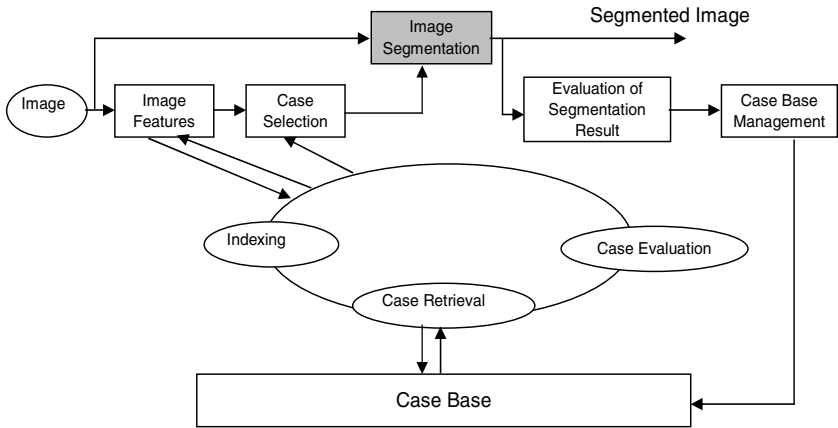 Segmented Image
Image
Segmentation
Image
Image
Features
Case
Selection
Evaluation of
Segmentation
Result
Case Base
Management
Indexing
Case Evaluation
Case Retrieval
Case Base